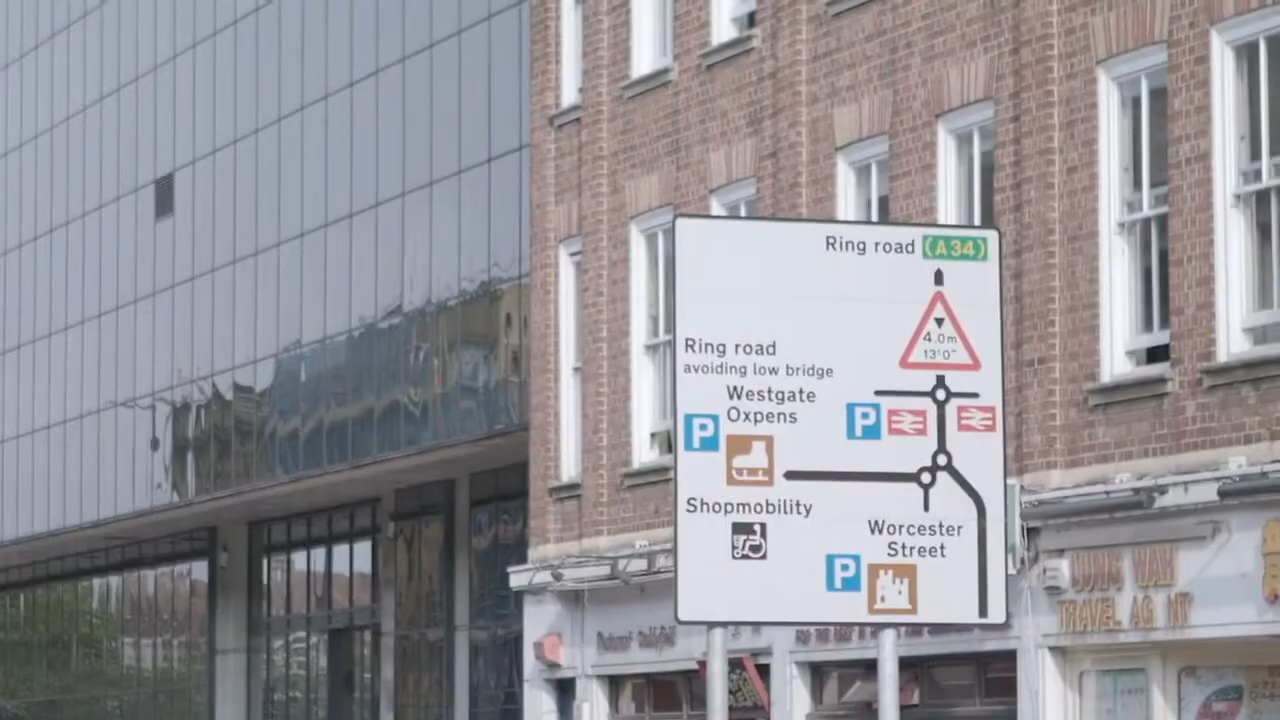 Ring road (A34)
4.0m
13'0"
Ring road
avoiding low bridge
Westgate
Oxpens
P
P
Shopmobility
Worcester
Street
P
TRAVEL AG NT